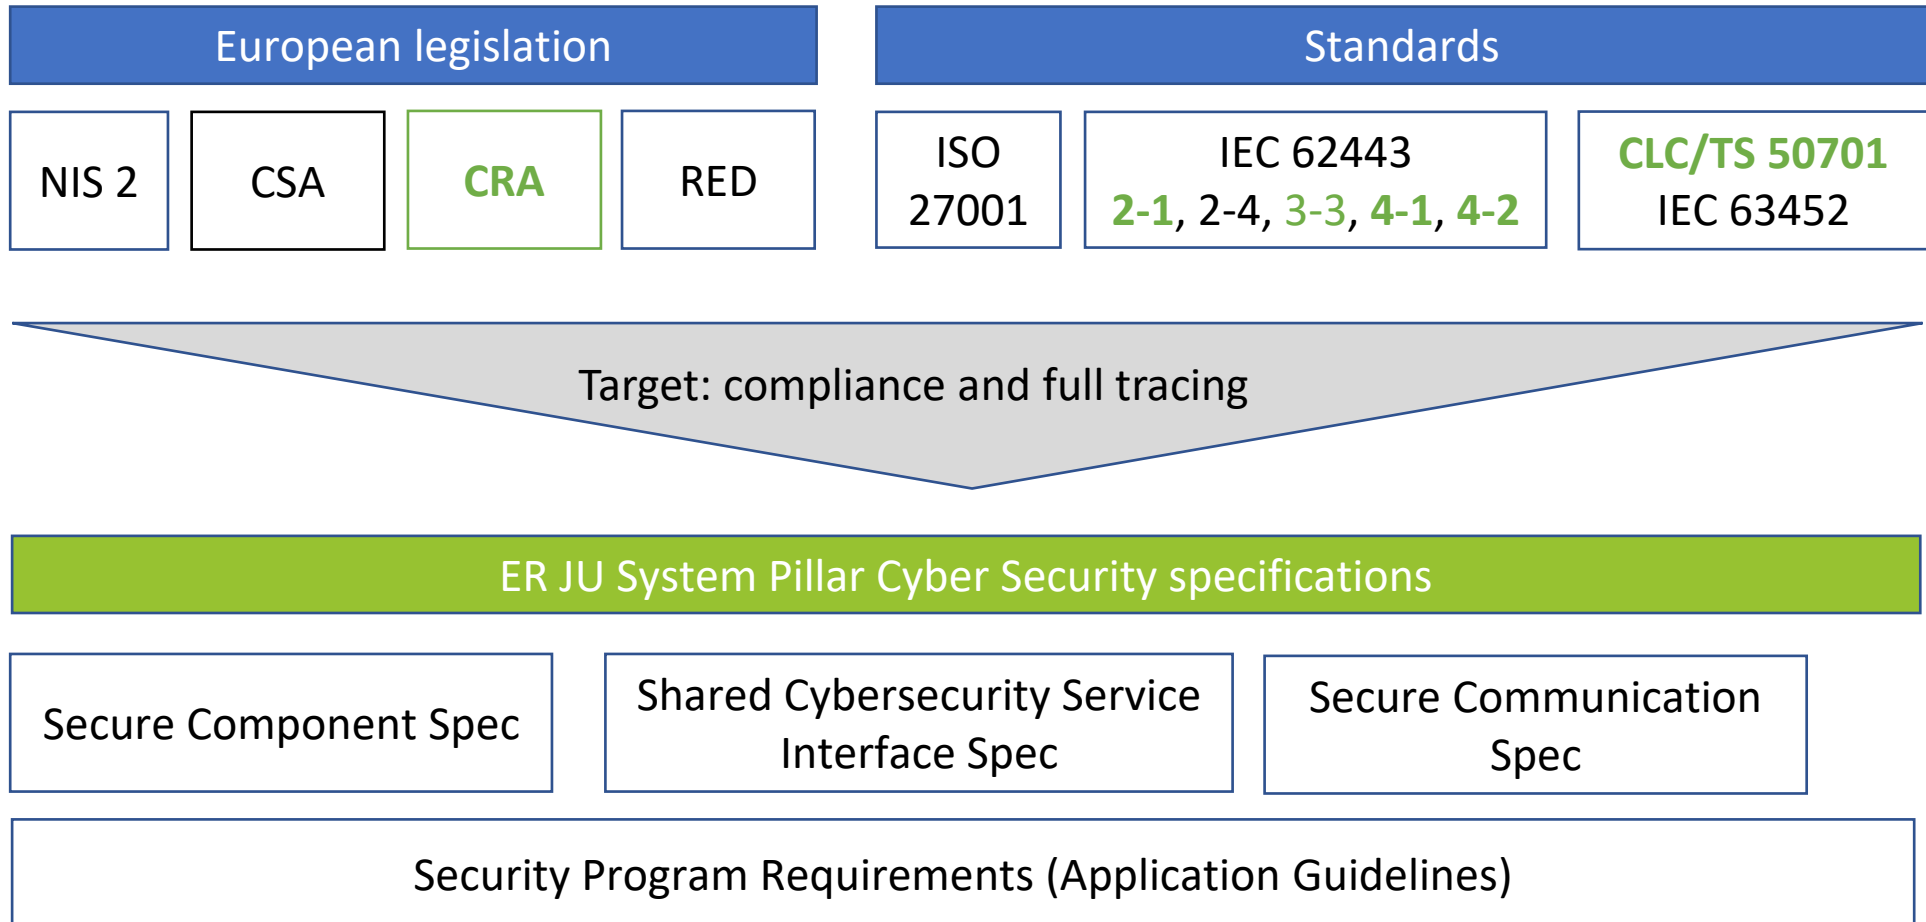 European legislation
Standards
NIS 2
CSA
CRA
RED
ISO
27001
IEC 62443
2-1, 2-4, 3-3, 4-1, 4-2
CLC/TS 50701
IEC 63452
Target: compliance and full tracing
ER JU System Pillar Cyber Security specifications
Secure Component Spec
Shared Cybersecurity Service
Interface Spec
Secure Communication
Spec
Security Program Requirements (Application Guidelines)